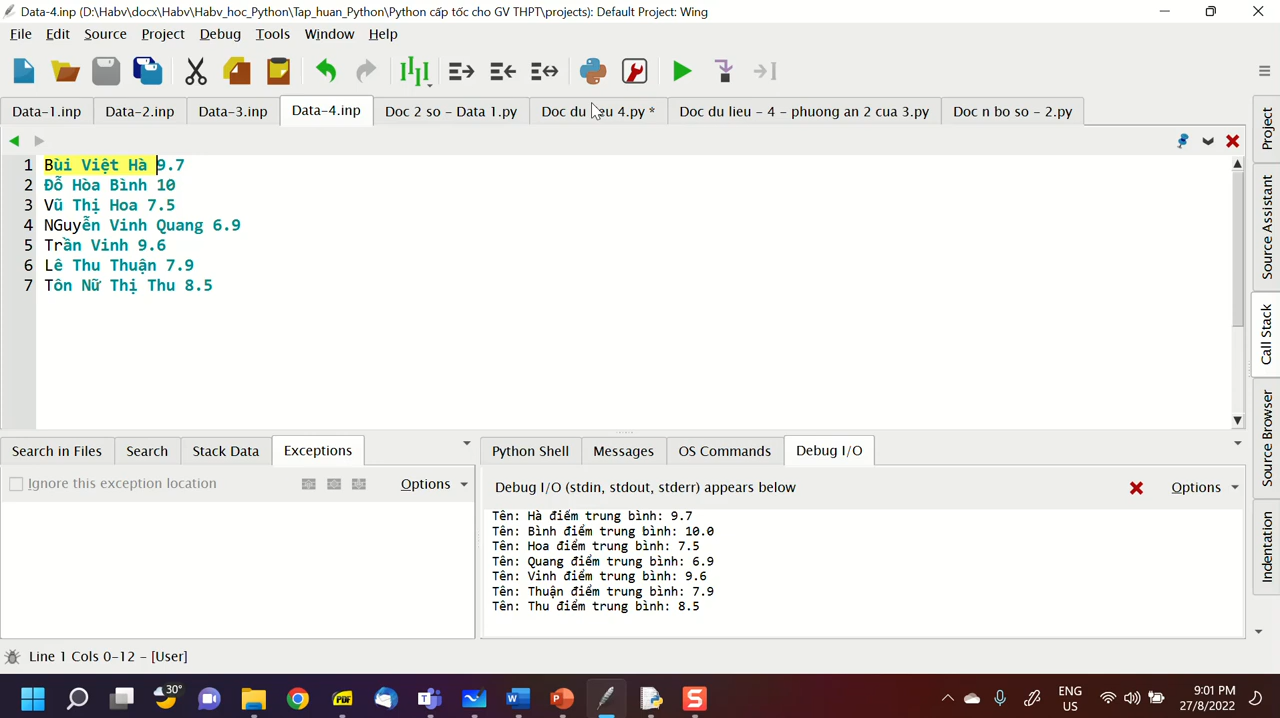 Data-4.inp (D:\Habv\docx\Habv\Habv_hoc_Python\Tap_huan_Python\Python cấp tốc cho GV THPT\projects): Default Project: Wing
File Edit Source Project Debug Tools Window Help
Data-1.inp Data-2.inp Data-3.inp Data-4.inp Doc 2 so - Data 1.py Doc du lieu 4.py * Doc du lieu - 4 - phuong an 2 cua 3.py Doc n bo so - 2.py
1 Bùi Việt Hà 9.7
2 Đỗ Hòa Bình 10
3 Vũ Thị Hoa 7.5
4 NGuyễn Vinh Quang 6.9
5 Trần Vinh 9.6
6 Lê Thu Thuận 7.9
7 Tôn Nữ Thị Thu 8.5
Project
Source Assistant
Call Stack
Source Browser
Indentation
Search in Files Search Stack Data Exceptions
Ignore this exception location Options
Python Shell Messages OS Commands Debug I/O
Debug I/O (stdin, stdout, stderr) appears below Options
Tên: Hà điểm trung bình: 9.7
Tên: Bình điểm trung bình: 10.0
Tên: Hoa điểm trung bình: 7.5
Tên: Quang điểm trung bình: 6.9
Tên: Vinh điểm trung bình: 9.6
Tên: Thuận điểm trung bình: 7.9
Tên: Thu điểm trung bình: 8.5
Line 1 Cols 0-12 - [User]
30°
PDF
ENG
US
9:01 PM
27/8/2022